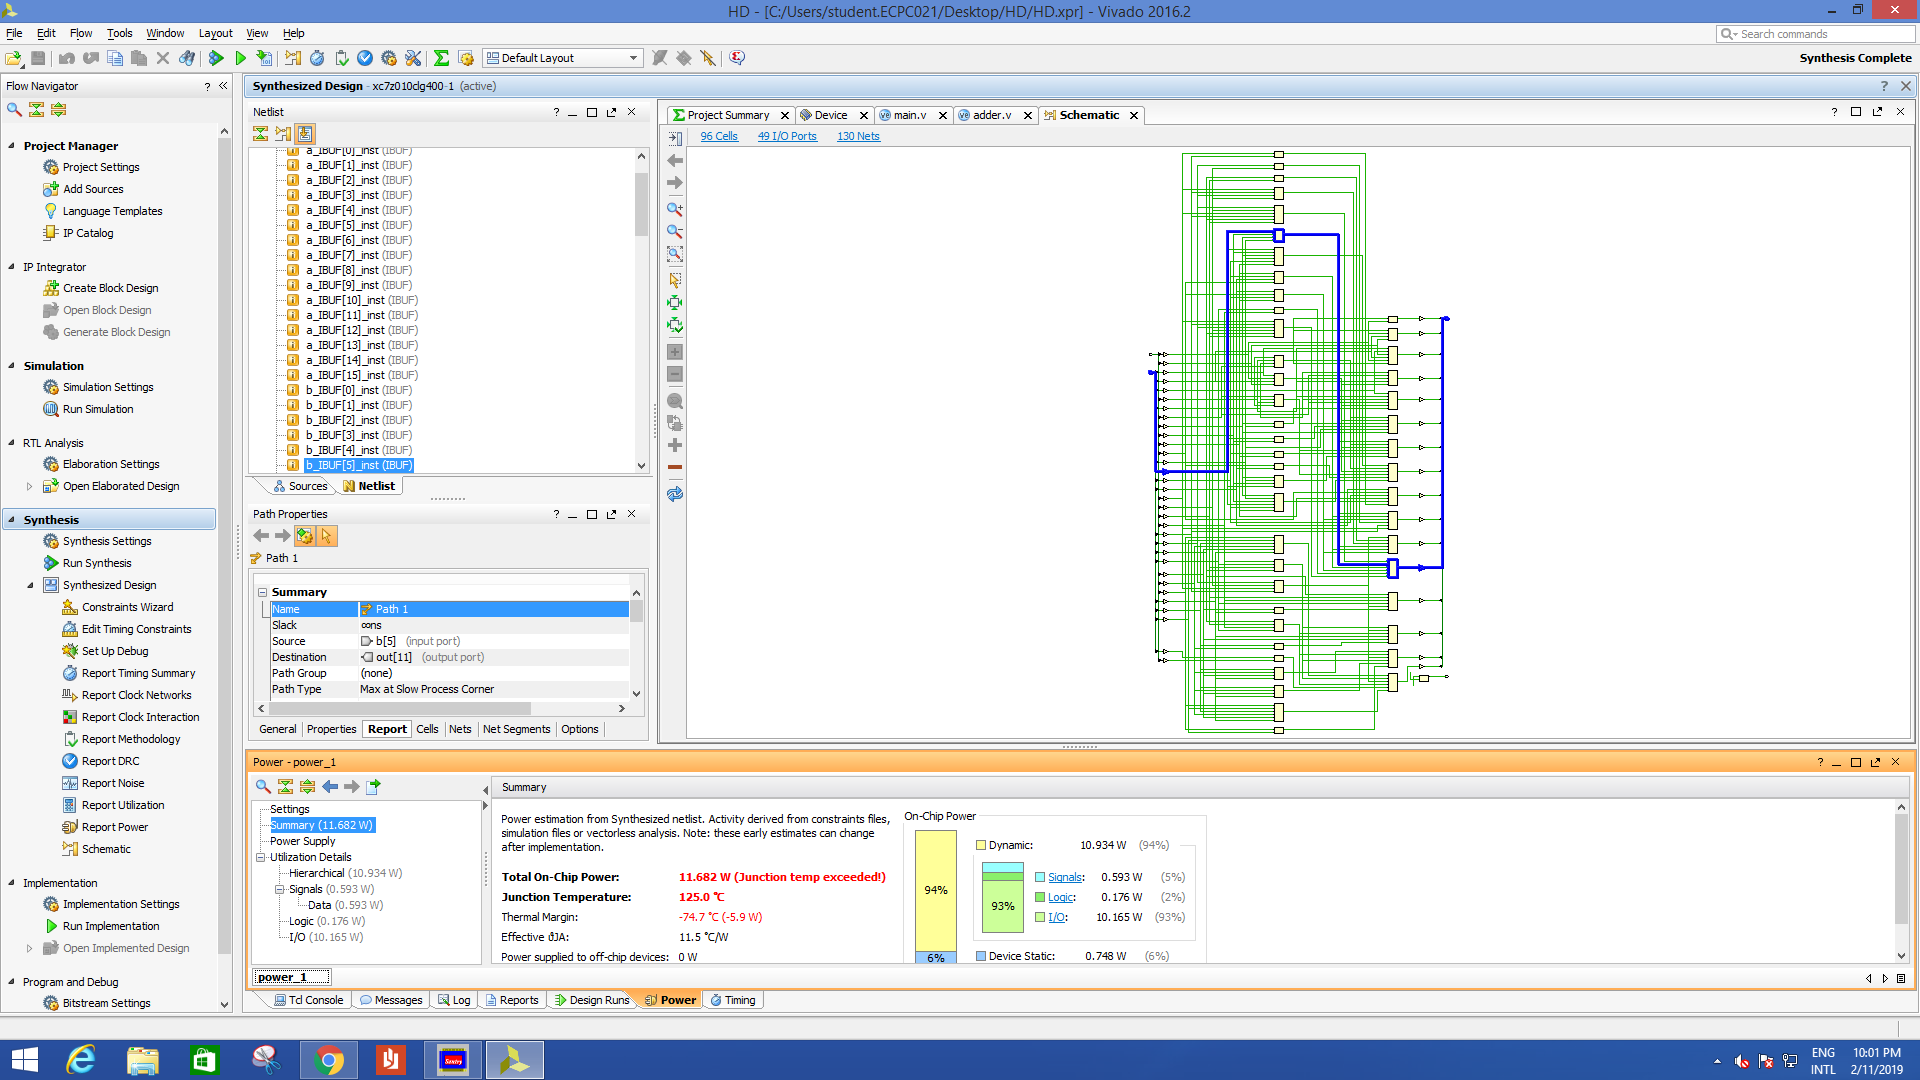 HD - [C:/Users/student.ECPC021/Desktop/HD/HD.xpr] - Vivado 2016.2
File Edit Flow Tools Window Layout View Help
Search commands
Default Layout
Synthesis Complete
Flow Navigator
Project Manager
Project Settings
Add Sources
Language Templates
IP Catalog
IP Integrator
Create Block Design
Open Block Design
Generate Block Design
Simulation
Simulation Settings
Run Simulation
RTL Analysis
Elaboration Settings
Open Elaborated Design
Synthesis
Synthesis Settings
Run Synthesis
Synthesized Design
Constraints Wizard
Edit Timing Constraints
Set Up Debug
Report Timing Summary
Report Clock Networks
Report Clock Interaction
Report Methodology
Report DRC
Report Noise
Report Utilization
Report Power
Schematic
Implementation
Implementation Settings
Run Implementation
Open Implemented Design
Program and Debug
Bitstream Settings
Synthesized Design - xc7z010clg400-1 (active)
Netlist
a_IBUF[0]_inst (IBUF)
a_IBUF[1]_inst (IBUF)
a_IBUF[2]_inst (IBUF)
a_IBUF[3]_inst (IBUF)
a_IBUF[4]_inst (IBUF)
a_IBUF[5]_inst (IBUF)
a_IBUF[6]_inst (IBUF)
a_IBUF[7]_inst (IBUF)
a_IBUF[8]_inst (IBUF)
a_IBUF[9]_inst (IBUF)
a_IBUF[10]_inst (IBUF)
a_IBUF[11]_inst (IBUF)
a_IBUF[12]_inst (IBUF)
a_IBUF[13]_inst (IBUF)
a_IBUF[14]_inst (IBUF)
a_IBUF[15]_inst (IBUF)
b_IBUF[0]_inst (IBUF)
b_IBUF[1]_inst (IBUF)
b_IBUF[2]_inst (IBUF)
b_IBUF[3]_inst (IBUF)
b_IBUF[4]_inst (IBUF)
b_IBUF[5]_inst (IBUF)
Sources Netlist
Path Properties
Path 1
Summary
Name Path 1
Slack ∞ns
Source b[5] (input port)
Destination out[11] (output port)
Path Group (none)
Path Type Max at Slow Process Corner
General Properties Report Cells Nets Net Segments Options
Project Summary Device main.v adder.v Schematic
96 Cells 49 I/O Ports 130 Nets
Power - power_1
Settings
Summary (11.682 W)
Power Supply
Utilization Details
Hierarchical (10.934 W)
Signals (0.593 W)
Data (0.593 W)
Logic (0.176 W)
I/O (10.165 W)
power_1
Summary
Power estimation from Synthesized netlist. Activity derived from constraints files,
simulation files or vectorless analysis. Note: these early estimates can change
after implementation.
Total On-Chip Power: 11.682 W (Junction temp exceeded!)
Junction Temperature: 125.0 °C
Thermal Margin: -74.7 °C (-5.9 W)
Effective ϑJA: 11.5 °C/W
Power supplied to off-chip devices: 0 W
On-Chip Power
94%
6%
Dynamic: 10.934 W (94%)
93%
Signals: 0.593 W (5%)
Logic: 0.176 W (2%)
I/O: 10.165 W (93%)
Device Static: 0.748 W (6%)
Tcl Console Messages Log Reports Design Runs Power Timing
ENG
INTL
10:01 PM
2/11/2019